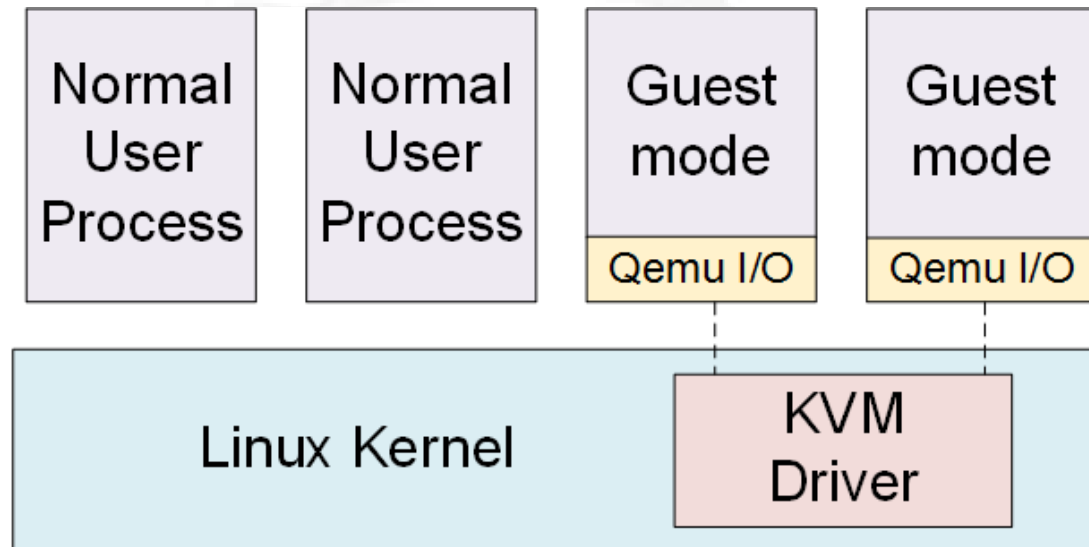 Normal
User
Process
Normal
User
Process
Guest
mode
Qemu I/O
Guest
mode
Qemu I/O
Linux Kernel
KVM
Driver